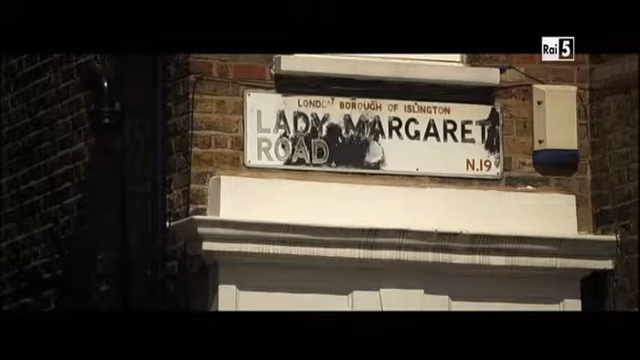 Rai 5
LONDON BOROUGH OF ISLINGTON
LADY MARGARET
ROAD
N.19